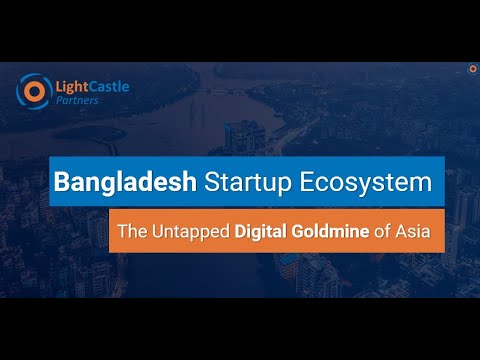 LightCastle
Partners
Bangladesh Startup Ecosystem
The Untapped Digital Goldmine of Asia